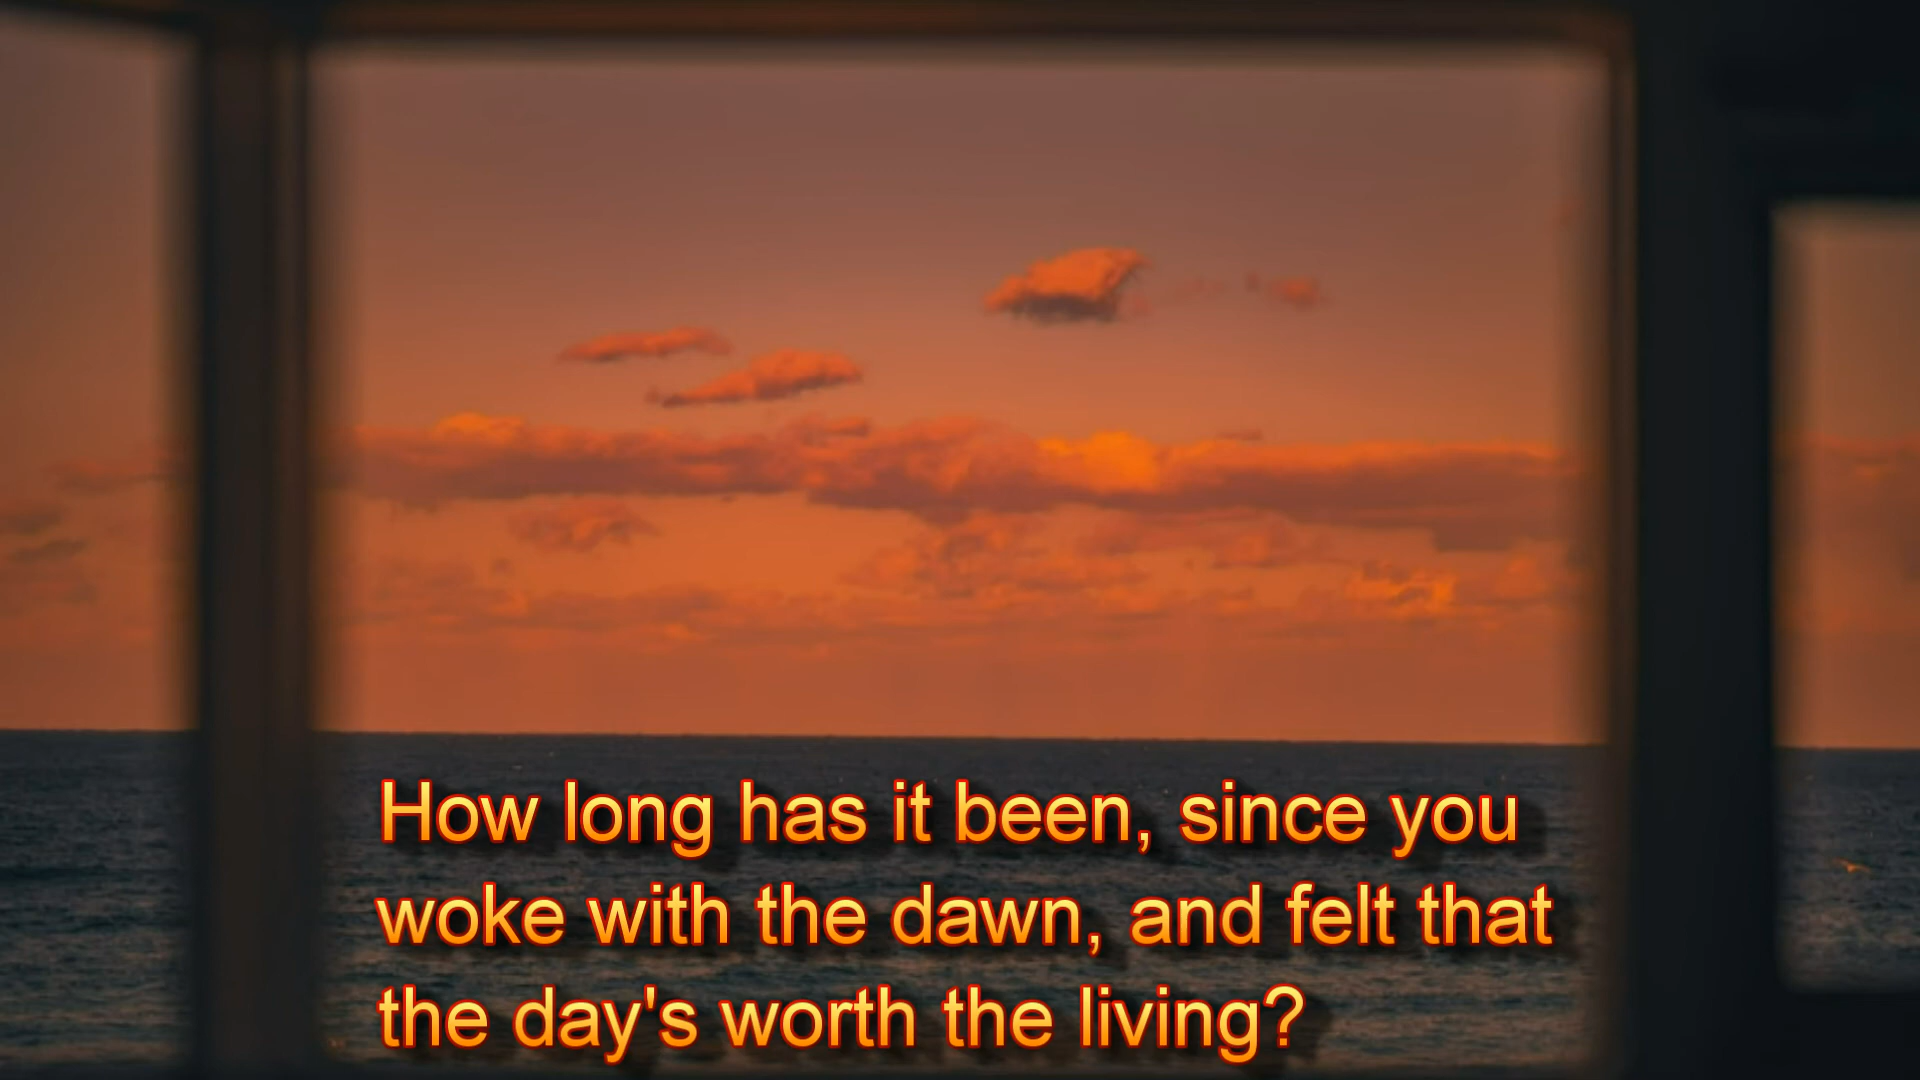 How long has it been, since you
woke with the dawn, and felt that
the day's worth the living?